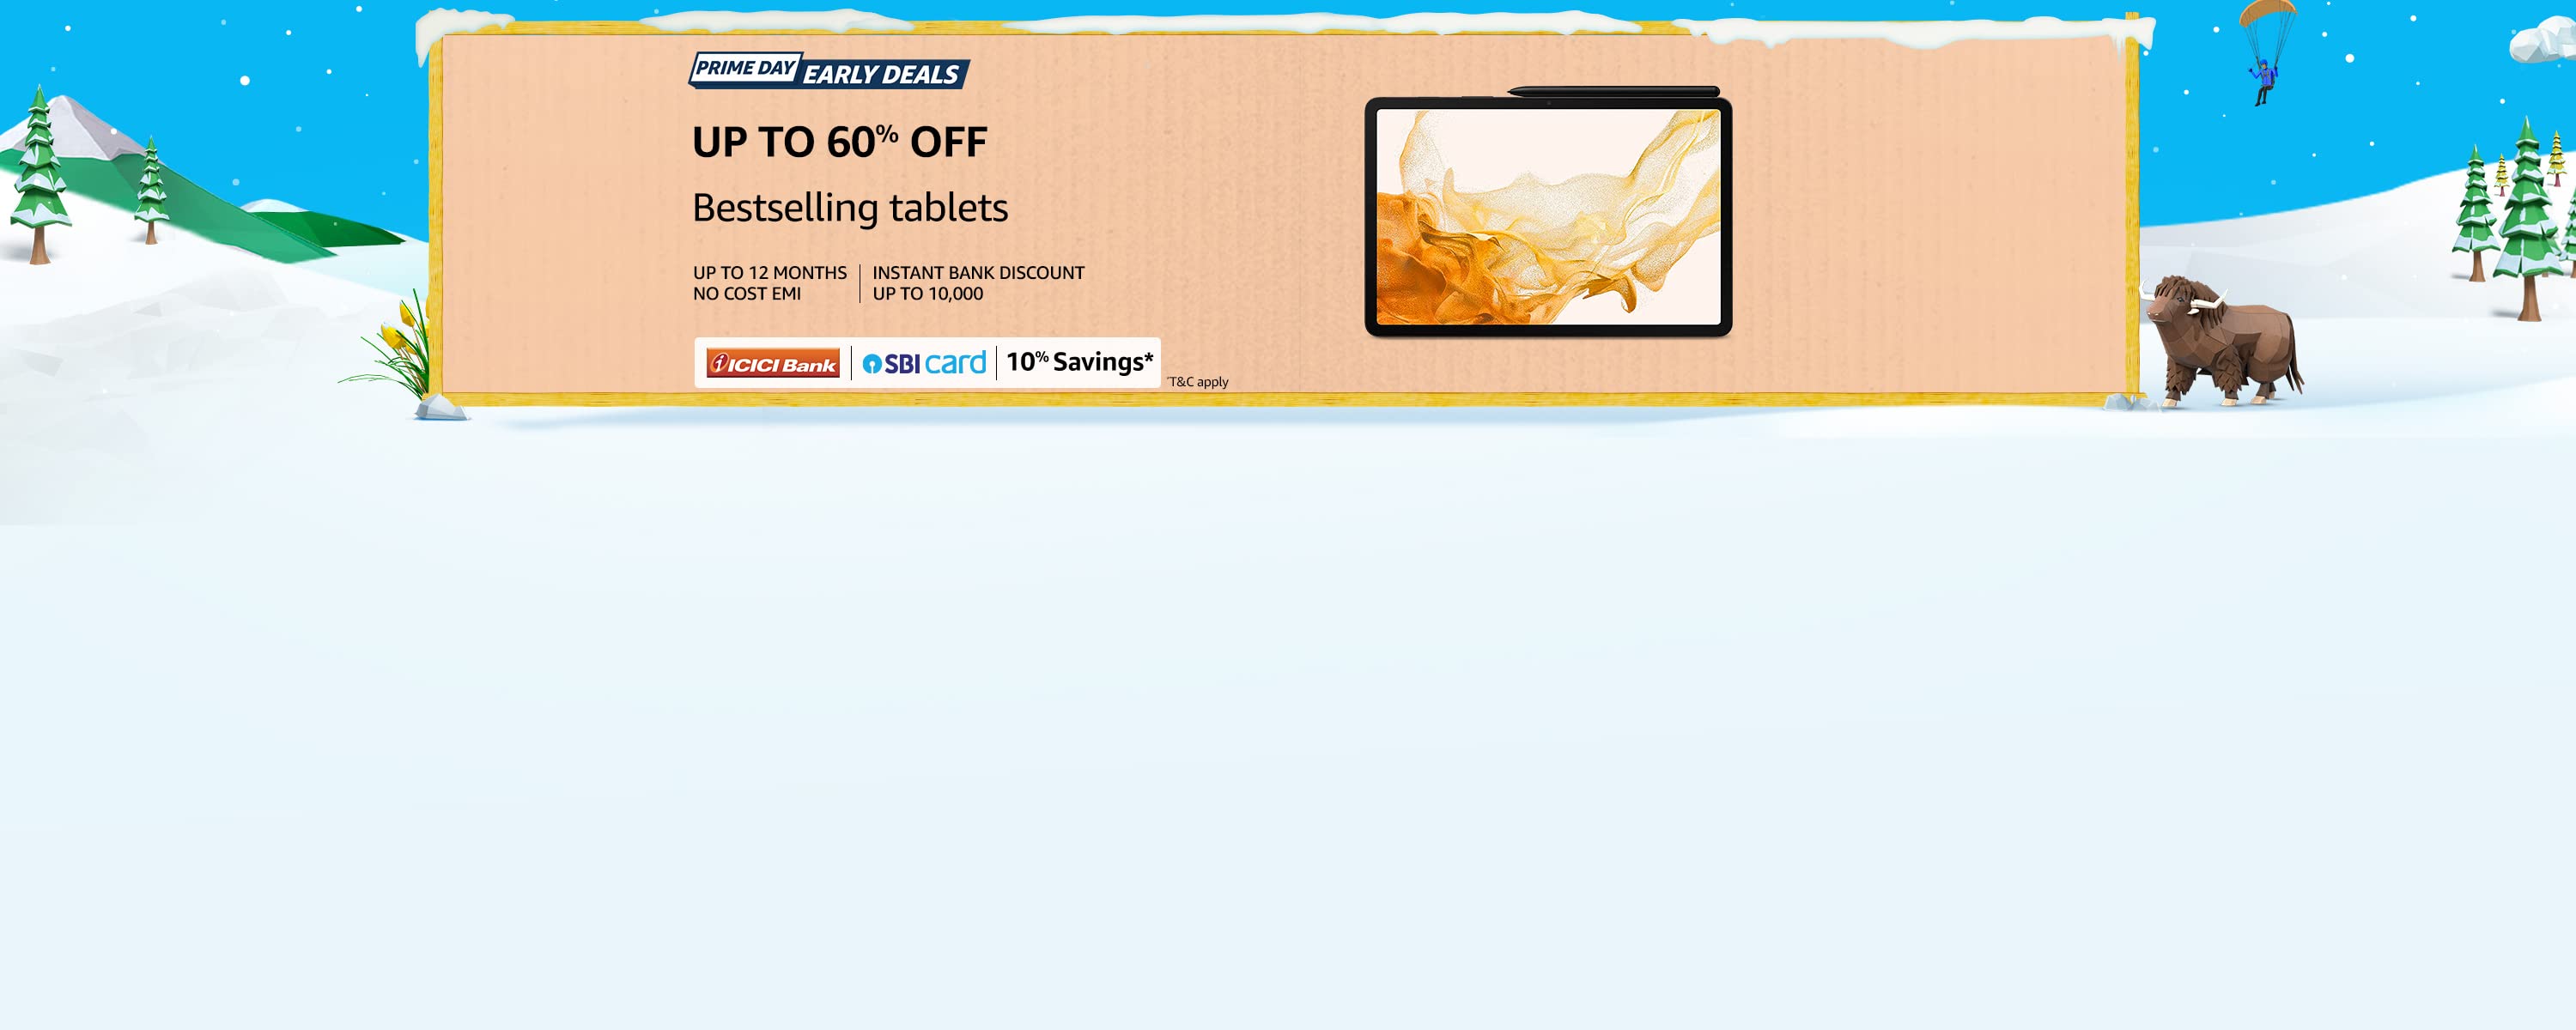 PRIME DAY EARLY DEALS
UP TO 60% OFF
Bestselling tablets
UP TO 12 MONTHS
NO COST EMI
INSTANT BANK DISCOUNT
UP TO 10,000
ICICI Bank SBI card 10% Savings*
*T&C apply